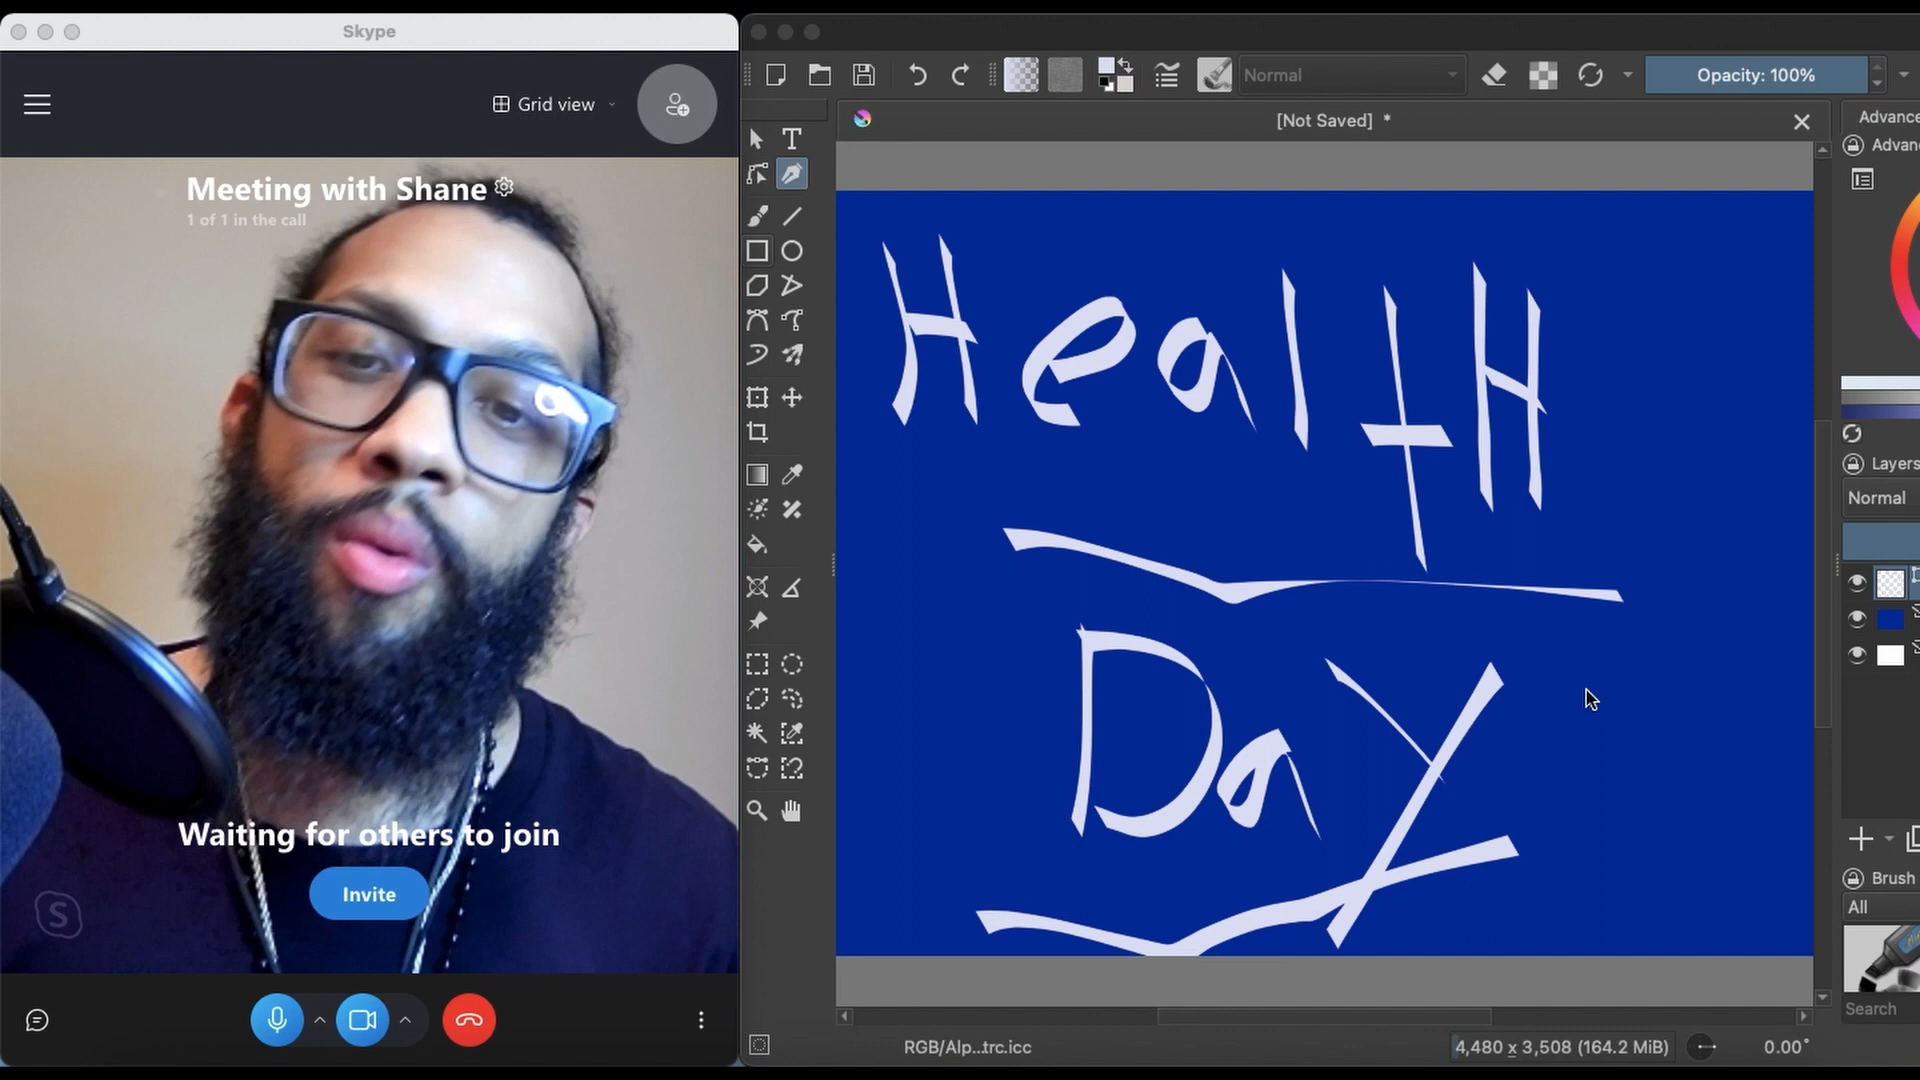 Skype
Grid view
Meeting with Shane
1 of 1 in the call
Waiting for others to join
Invite
Normal
Opacity: 100%
[Not Saved] *
HealtH
Day
RGB/Alp...trc.icc
4,480 x 3,508 (164.2 MiB)
0.00°
Advance
Advan
Layers
Normal
Brush
All
Search